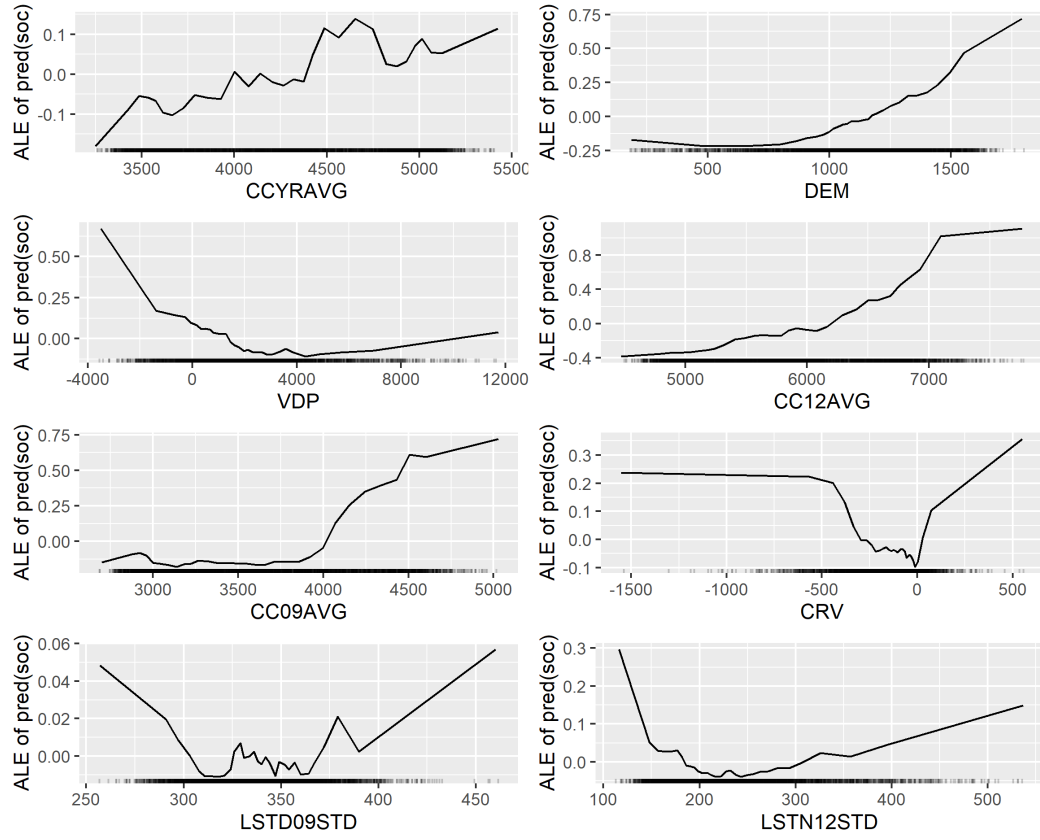 ALE of pred(soc)
0.1
0.0
-0.1
3500 4000 4500 5000 5500
CCYRAVG
ALE of pred(soc)
0.75
0.50
0.25
0.00
-0.25
500 1000 1500
DEM
ALE of pred(soc)
0.50
0.25
0.00
-4000 0 4000 8000 12000
VDP
ALE of pred(soc)
0.8
0.4
0.0
-0.4
5000 6000 7000
CC12AVG
ALE of pred(soc)
0.75
0.50
0.25
0.00
3000 3500 4000 4500 5000
CC09AVG
ALE of pred(soc)
0.3
0.2
0.1
0.0
-0.1
-1500 -1000 -500 0 500
CRV
ALE of pred(soc)
0.06
0.04
0.02
0.00
250 300 350 400 450
LSTD09STD
ALE of pred(soc)
0.3
0.2
0.1
0.0
100 200 300 400 500
LSTN12STD